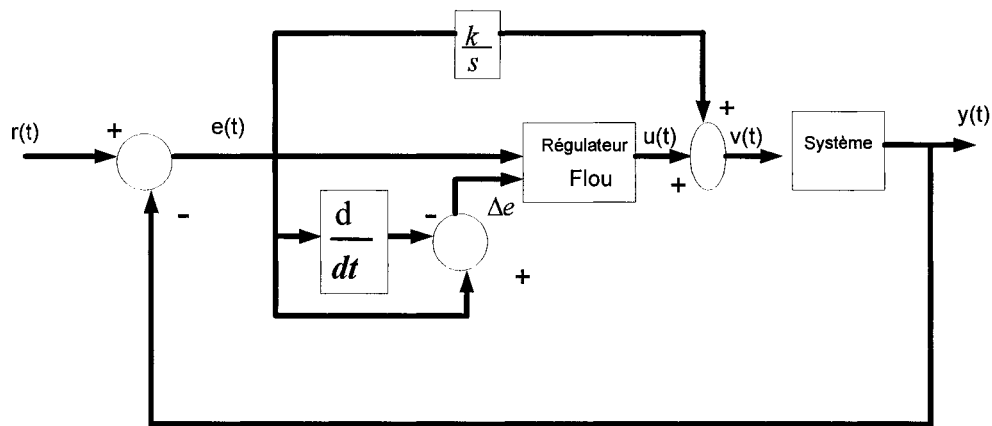 k
s
+
r(t)
+
e(t)
Régulateur
Flou
u(t)
+
v(t)
Système
y(t)
-
d
dt
-
Δe
+